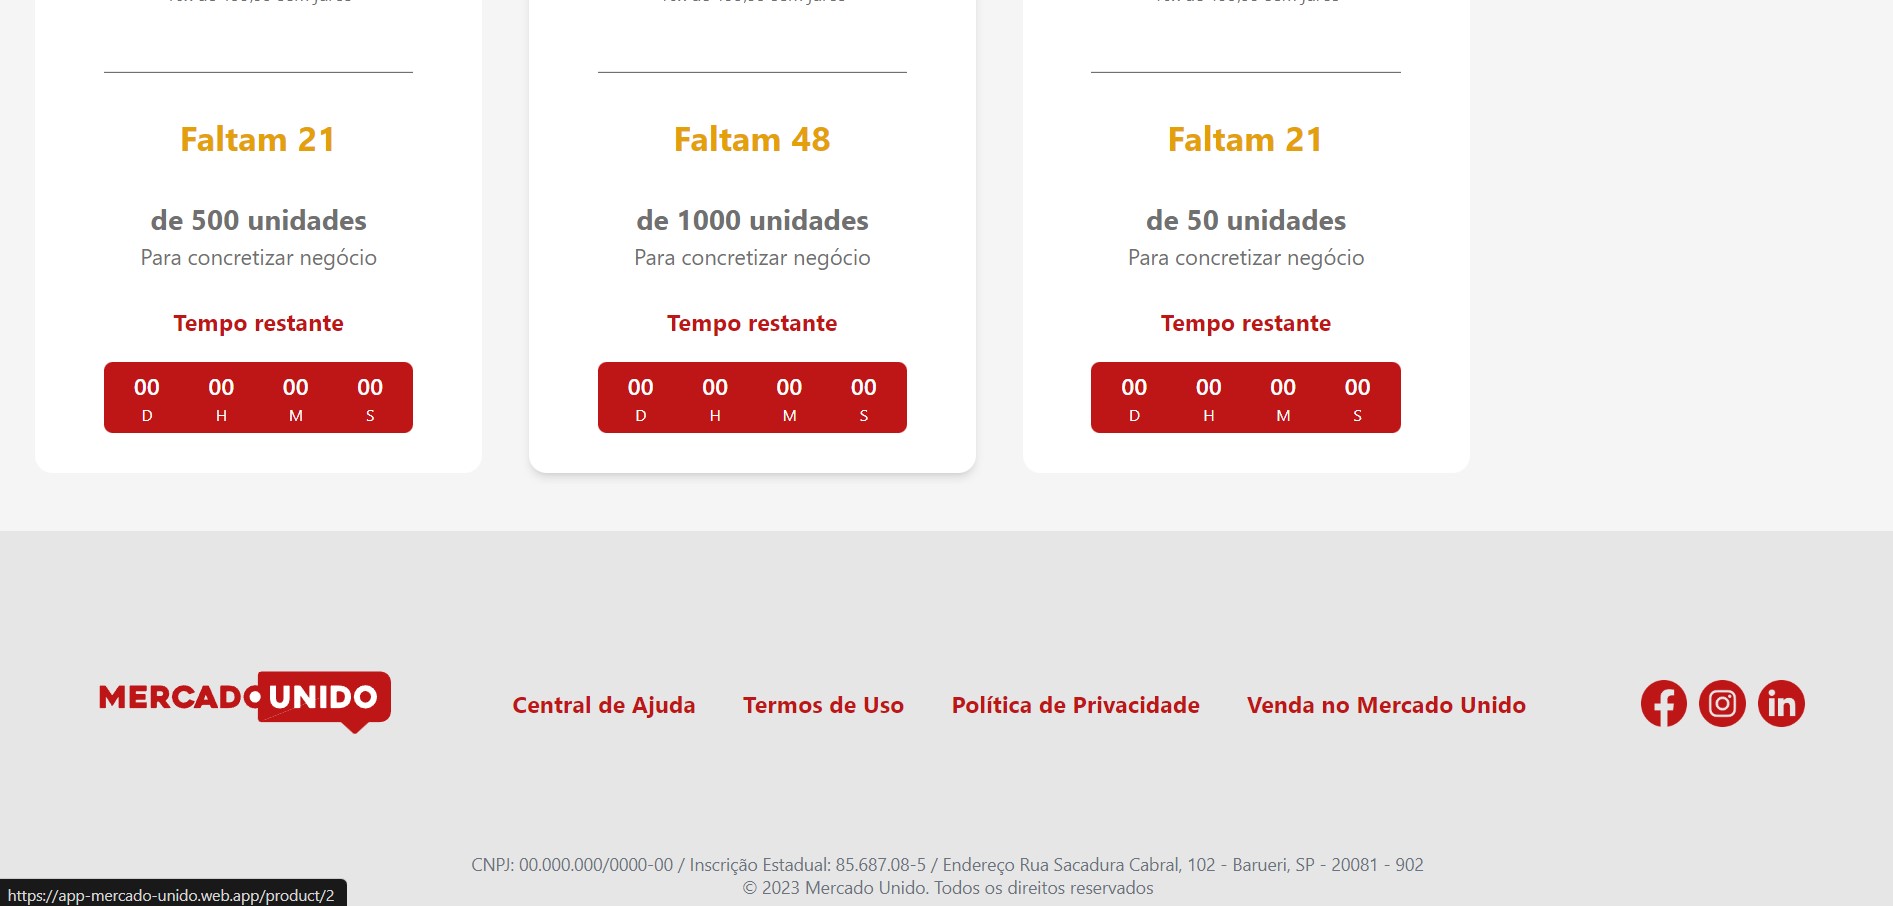 Faltam 21
de 500 unidades
Para concretizar negócio
Tempo restante
00 00 00 00
D H M S
Faltam 48
de 1000 unidades
Para concretizar negócio
Tempo restante
00 00 00 00
D H M S
Faltam 21
de 50 unidades
Para concretizar negócio
Tempo restante
00 00 00 00
D H M S
MERCADO UNIDO
Central de Ajuda
Termos de Uso
Política de Privacidade
Venda no Mercado Unido
CNPJ: 00.000.000/0000-00 / Inscrição Estadual: 85.687.08-5 / Endereço Rua Sacadura Cabral, 102 - Barueri, SP - 20081 - 902
© 2023 Mercado Unido. Todos os direitos reservados
https://app-mercado-unido.web.app/product/2